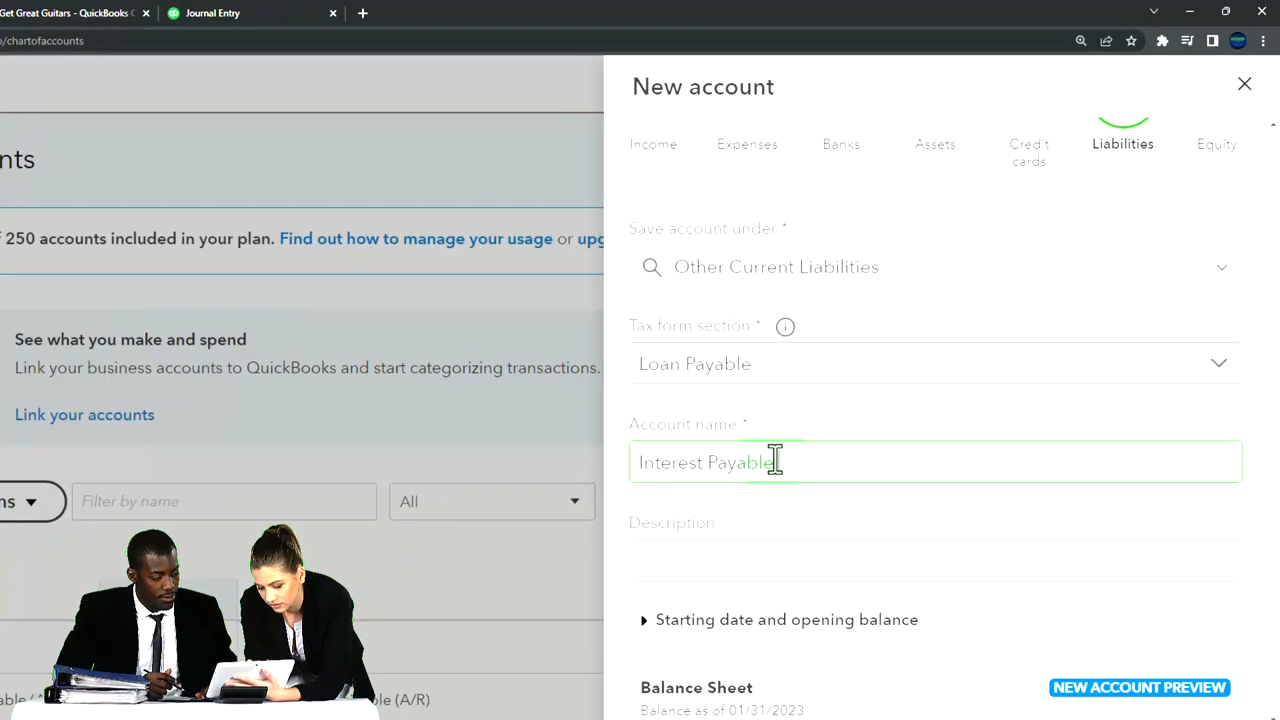 Get Great Guitars - QuickBooks
Journal Entry
/chartofaccounts
New account
Income
Expenses
Banks
Assets
Credit
cards
Liabilities
Equity
nts
250 accounts included in your plan. Find out how to manage your usage or upg
Save account under *
Other Current Liabilities
Tax form section *
Loan Payable
See what you make and spend
Link your business accounts to QuickBooks and start categorizing transactions.
Link your accounts
Account name *
Interest Payable
ns
Filter by name
All
Description
Starting date and opening balance
Balance Sheet
Balance as of 01/31/2023
NEW ACCOUNT PREVIEW
(A/R)